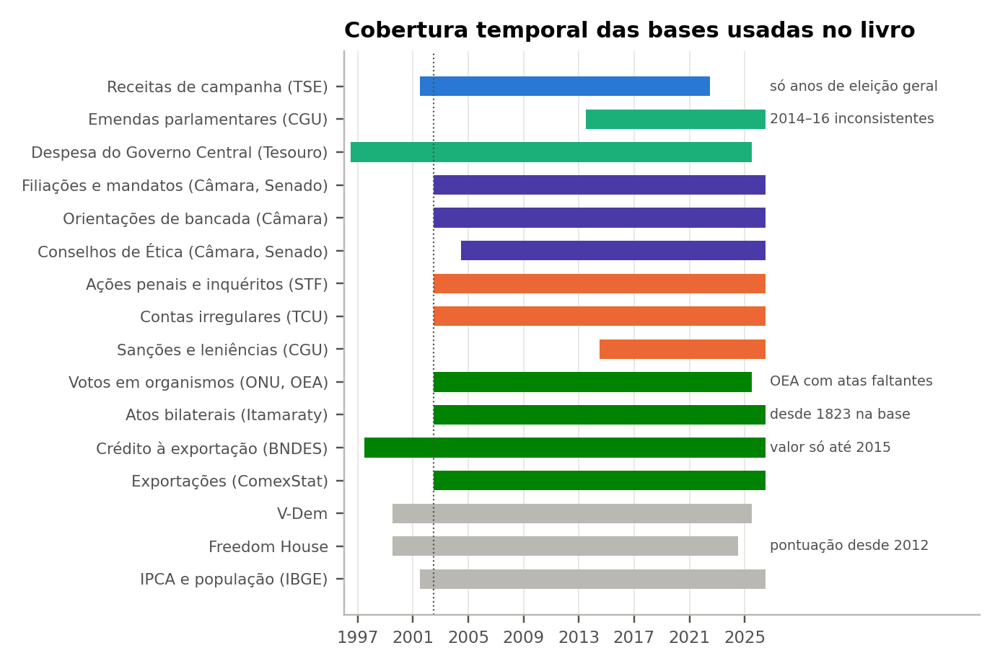 Cobertura temporal das bases usadas no livro
Receitas de campanha (TSE)
só anos de eleição geral
Emendas parlamentares (CGU)
2014–16 inconsistentes
Despesa do Governo Central (Tesouro)
Filiações e mandatos (Câmara, Senado)
Orientações de bancada (Câmara)
Conselhos de Ética (Câmara, Senado)
Ações penais e inquéritos (STF)
Contas irregulares (TCU)
Sanções e leniências (CGU)
Votos em organismos (ONU, OEA)
OEA com atas faltantes
Atos bilaterais (Itamaraty)
desde 1823 na base
Crédito à exportação (BNDES)
valor só até 2015
Exportações (ComexStat)
V-Dem
Freedom House
pontuação desde 2012
IPCA e população (IBGE)
1997 2001 2005 2009 2013 2017 2021 2025